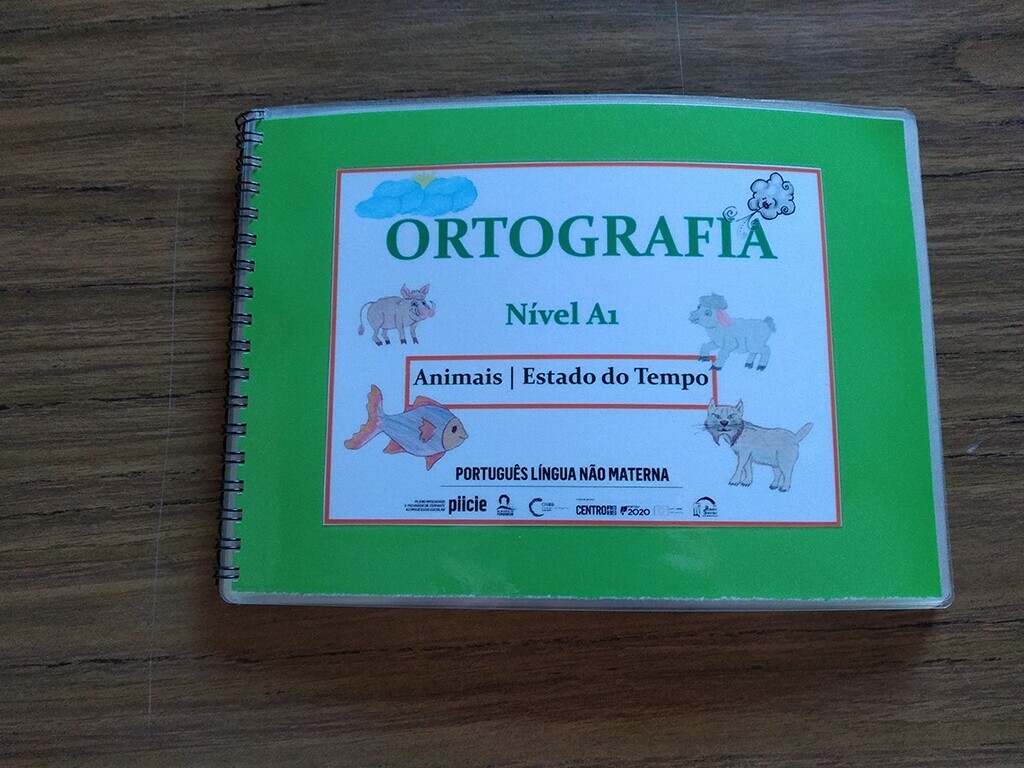 ORTOGRAFIA
Nível A1
Animais | Estado do Tempo
PORTUGUÊS LÍNGUA NÃO MATERNA
piicie
CENTRO
2020